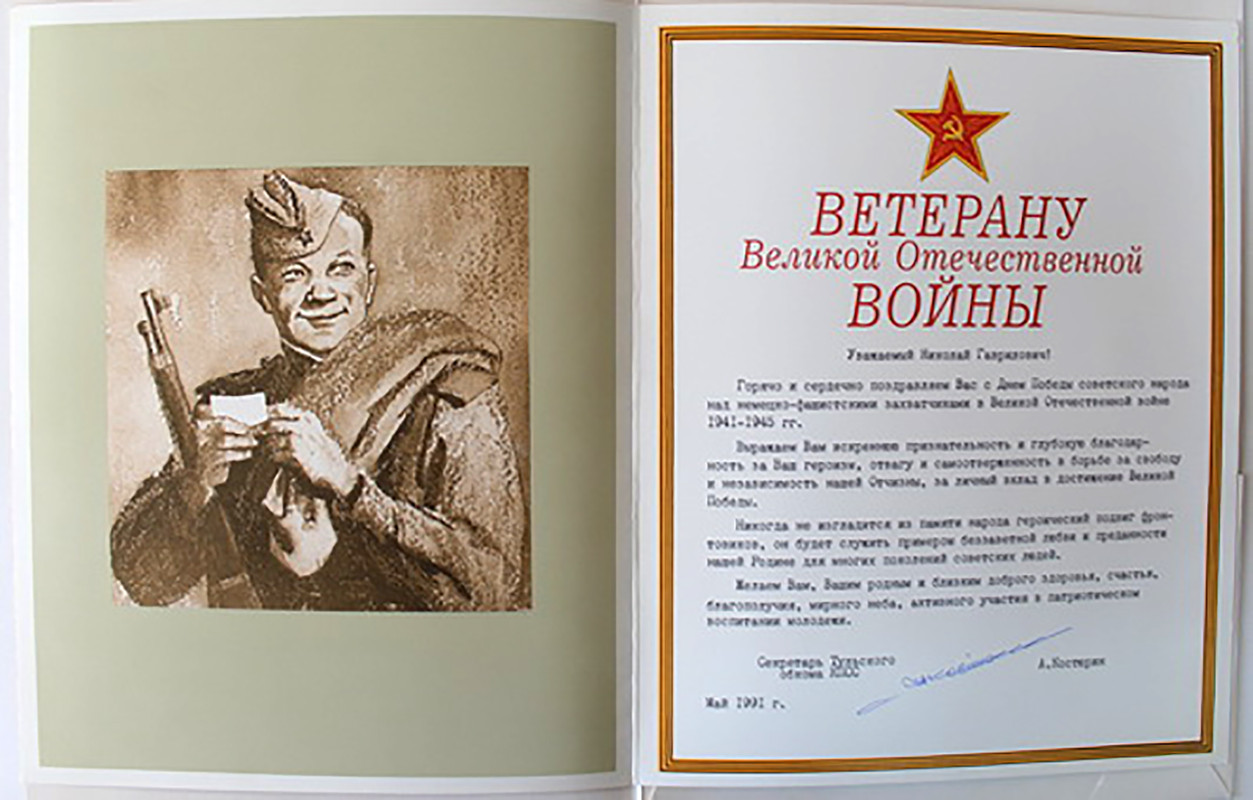 ВЕТЕРАНУ
Великой Отечественной
ВОЙНЫ
Уважаемый Николай Гаврилович!
Горячо и сердечно поздравляем Вас с Днем Победы советского народа
над немецко-фашистскими захватчиками в Великой Отечественной войне
1941-1945 гг.
Выражаем Вам искреннюю признательность и глубокую благодар-
ность за Ваш героизм, отвагу и самоотверженность в борьбе за свободу
и независимость нашей Отчизны, за личный вклад в достижение Великой
Победы.
Никогда не изгладится из памяти народа героический подвиг фрон-
товиков, он будет служить примером беззаветной любви и преданности
нашей Родине для многих поколений советских людей.
Желаем Вам, Вашим родным и близким доброго здоровья, счастья,
благополучия, мирного неба, активного участия в патриотическом
воспитании молодежи.
Секретарь Тульского
обкома КПСС
А.Костюрин
Май 1991 г.